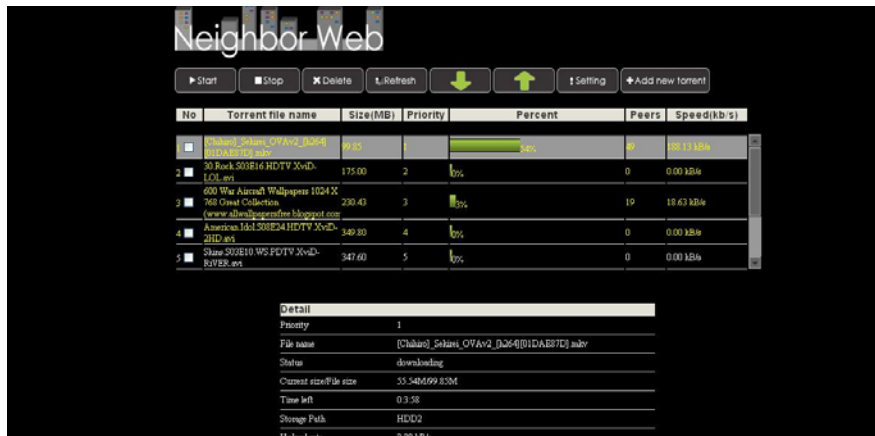 Neighbor Web
Start Stop Delete Refresh Setting Add new torrent
No Torrent file name Size(MB) Priority Percent Peers Speed(kb/s)
[Chihiro]_Sekirei_OVAv2_[h264]
1 99.85 1 54% 49 188.13 kB/s
[01DAE87D].mkv
30.Rock.S03E16.HDTV.XviD-
2 175.00 2 0% 0 0.00 kB/s
LOL.avi
600 War Aircraft Wallpapers 1024 X
3 768 Great Collection 230.43 3 8% 19 18.63 kB/s
(www.allwallpapersfree.blogspot.com
American.Idol.S08E24.HDTV.XviD-
4 349.80 4 0% 0 0.00 kB/s
2HD.avi
Skins.S03E10.WS.PDTV.XviD-
5 347.60 5 0% 0 0.00 kB/s
RiVER.avi
Detail
Priority 1
File name [Chihiro]_Sekirei_OVAv2_[h264][01DAE87D].mkv
Status downloading
Current size/File size 55.54M/99.85M
Time left 0:3:58
Storage Path HDD2